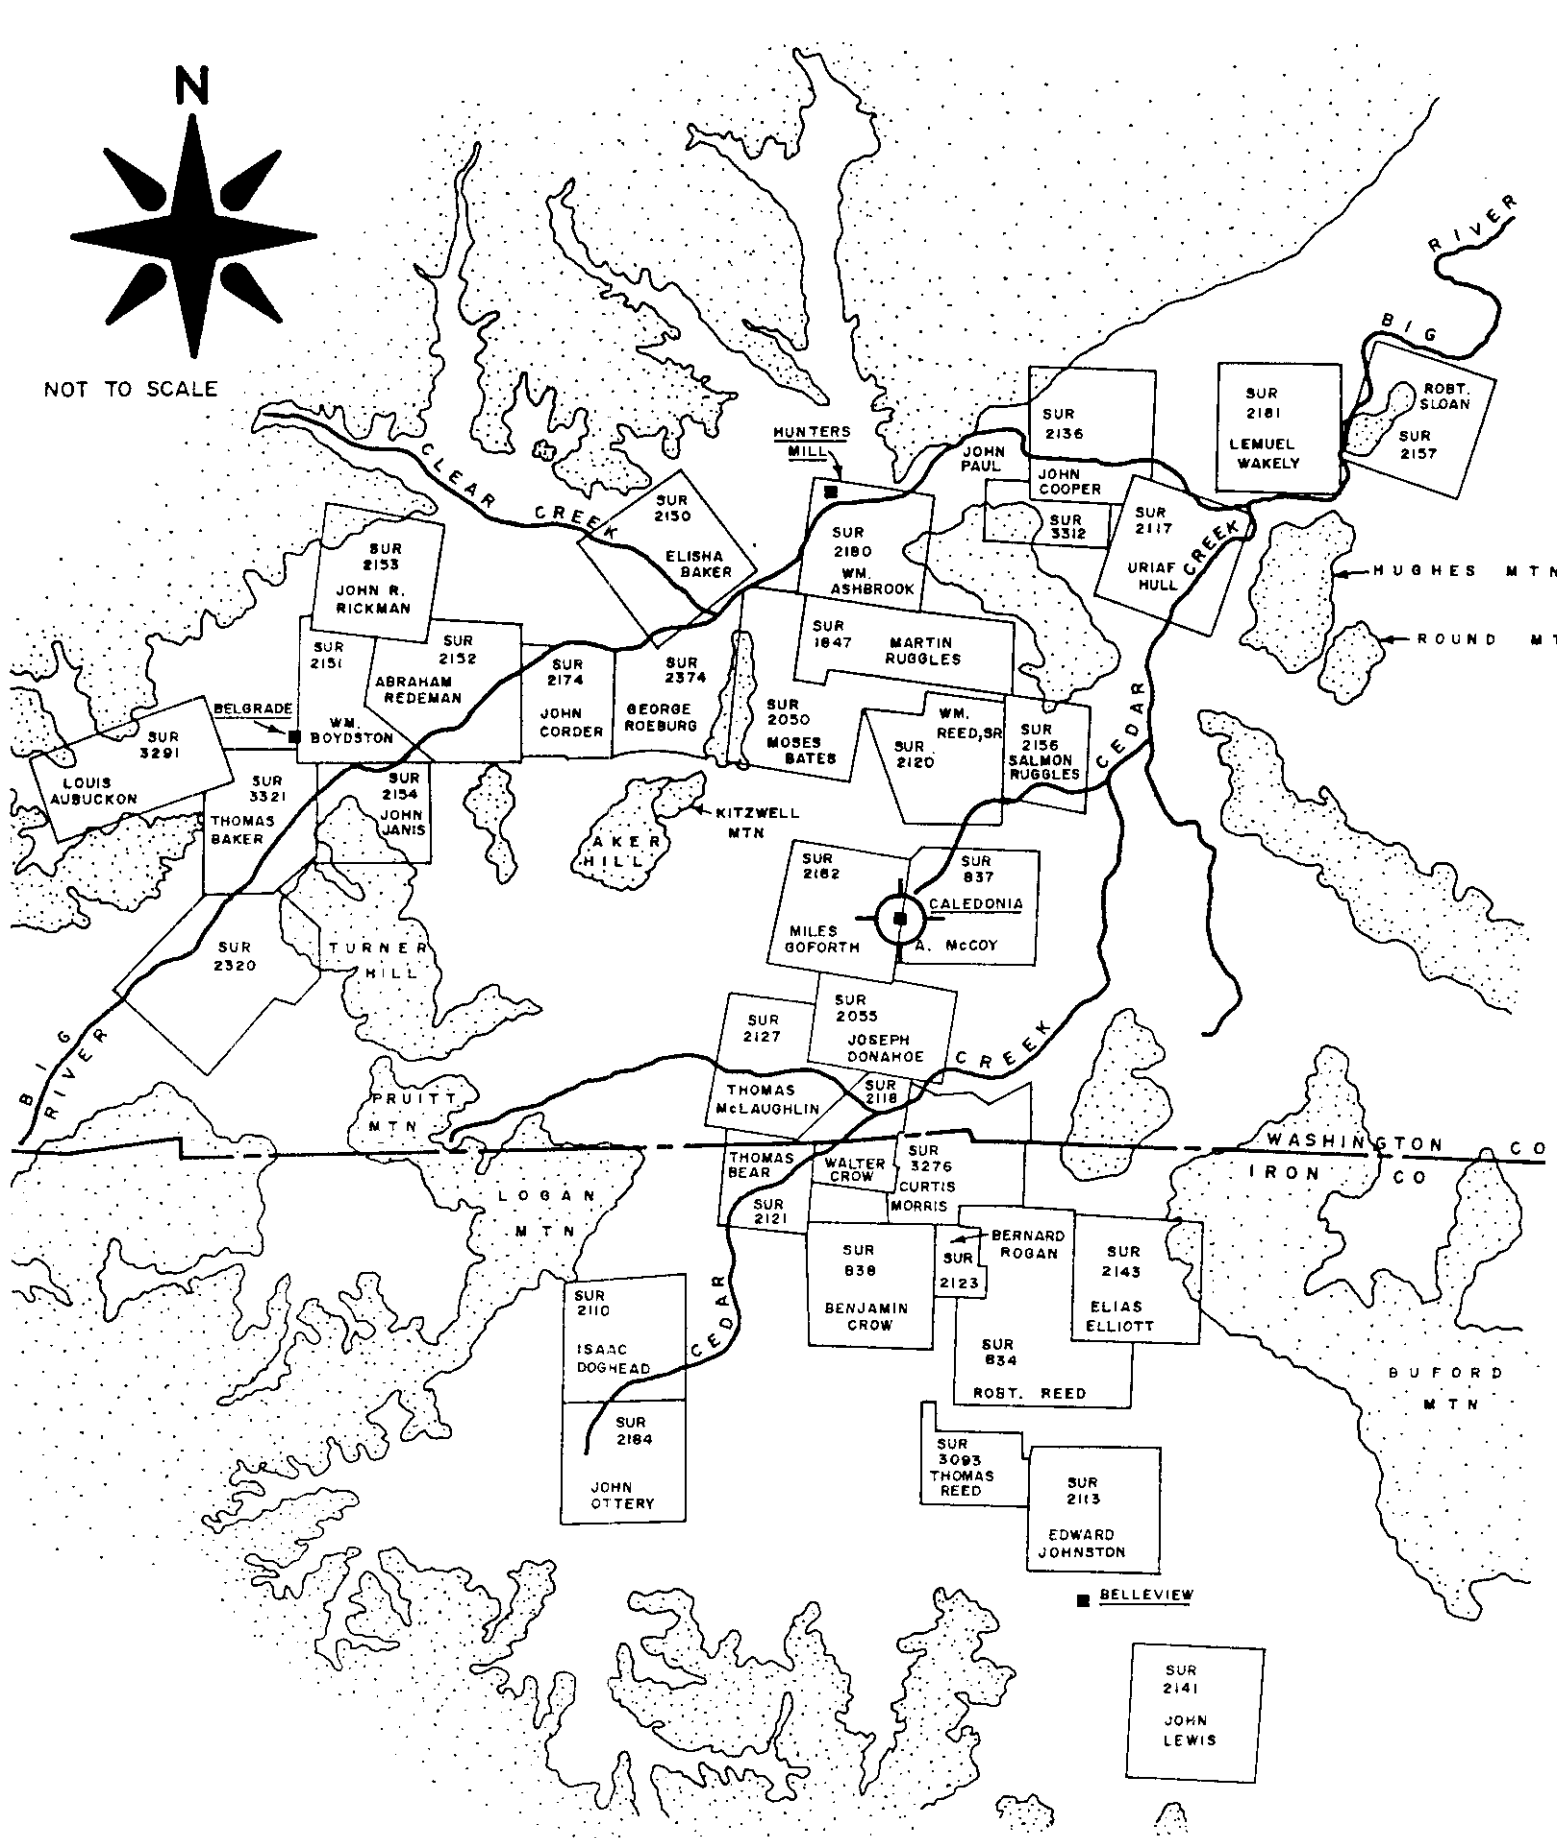 N
NOT TO SCALE
RIVER
BIG
ROBT.
SLOAN
SUR
2157
SUR
2181
LEMUEL
WAKELY
SUR
2136
JOHN
PAUL
JOHN
COOPER
SUR
3312
SUR
2117
URIAF
HULL
CREEK
HUGHES MTN
ROUND MT
HUNTERS
MILL
CLEAR CREEK
SUR
2150
ELISHA
BAKER
SUR
2180
WM.
ASHBROOK
SUR
2153
JOHN R.
RICKMAN
SUR
2151
SUR
2152
ABRAHAM
REDEMAN
BELGRADE
WM.
BOYDSTON
SUR
2174
JOHN
CORDER
SUR
2374
GEORGE
ROEBURG
SUR
1847
MARTIN
RUGGLES
SUR
2050
MOSES
BATES
WM.
REED, SR
SUR
2120
SUR
2156
SALMON
RUGGLES
CEDAR
SUR
3291
LOUIS
AUBUCKON
SUR
3321
THOMAS
BAKER
SUR
2154
JOHN
JANIS
KITZWELL
MTN
AKER
HILL
SUR
2182
MILES
GOFORTH
SUR
837
CALEDONIA
A. McCOY
SUR
2320
TURNER
HILL
BIG
RIVER
SUR
2055
JOSEPH
DONAHOE
CREEK
SUR
2127
THOMAS
McLAUGHLIN
SUR
2118
PRUITT
MTN
WASHINGTON CO
IRON CO
THOMAS
BEAR
SUR
2121
WALTER
CROW
SUR
3276
CURTIS
MORRIS
LOGAN
MTN
BERNARD
ROGAN
SUR
2123
SUR
838
BENJAMIN
CROW
SUR
2143
ELIAS
ELLIOTT
SUR
2110
ISAAC
DOGHEAD
CEDAR
SUR
834
ROBT. REED
BUFORD
MTN
SUR
2184
JOHN
OTTERY
SUR
3093
THOMAS
REED
SUR
2113
EDWARD
JOHNSTON
BELLEVIEW
SUR
2141
JOHN
LEWIS